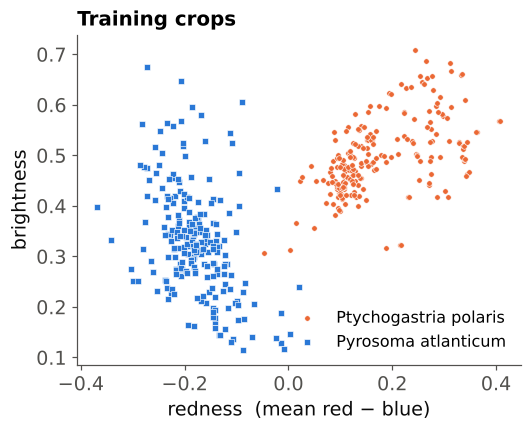 Training crops
0.7
0.6
0.5
0.4
0.3
0.2
0.1
brightness
Ptychogastria polaris
Pyrosoma atlanticum
−0.4 −0.2 0.0 0.2 0.4
redness (mean red − blue)